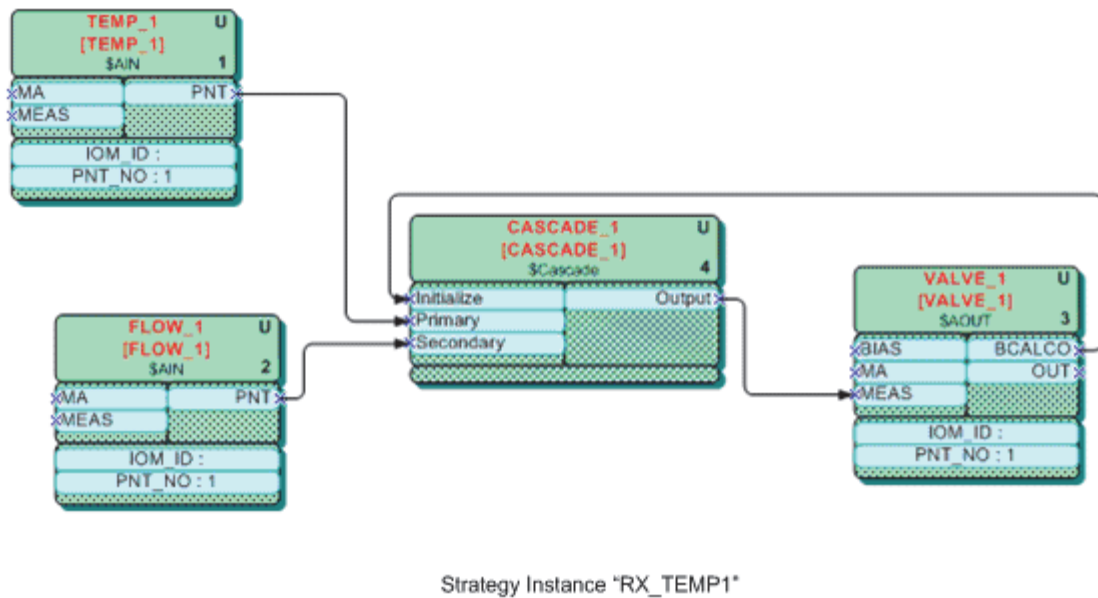 TEMP_1 U
[TEMP_1]
$AIN 1
MA PNT
MEAS
IOM_ID :
PNT_NO : 1
CASCADE_1 U
[CASCADE_1]
$Cascade 4
Initialize Output
Primary
Secondary
VALVE_1 U
[VALVE_1]
$AOUT 3
BIAS BCALCO
MA OUT
MEAS
IOM_ID :
PNT_NO : 1
FLOW_1 U
[FLOW_1]
$AIN 2
MA PNT
MEAS
IOM_ID :
PNT_NO : 1
Strategy Instance "RX_TEMP1"